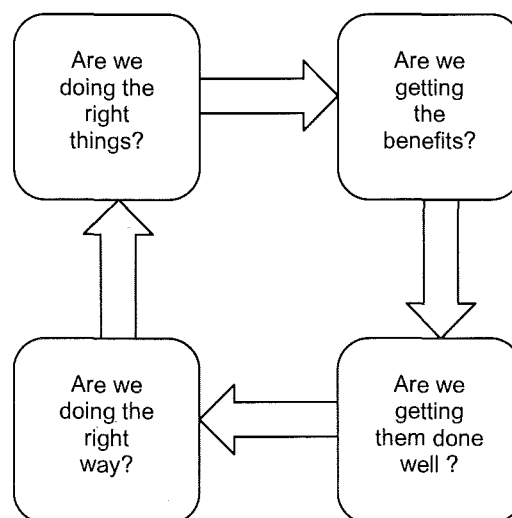 Are we
doing the
right
things?
Are we
getting
the
benefits?
Are we
doing the
right
way?
Are we
getting
them done
well ?